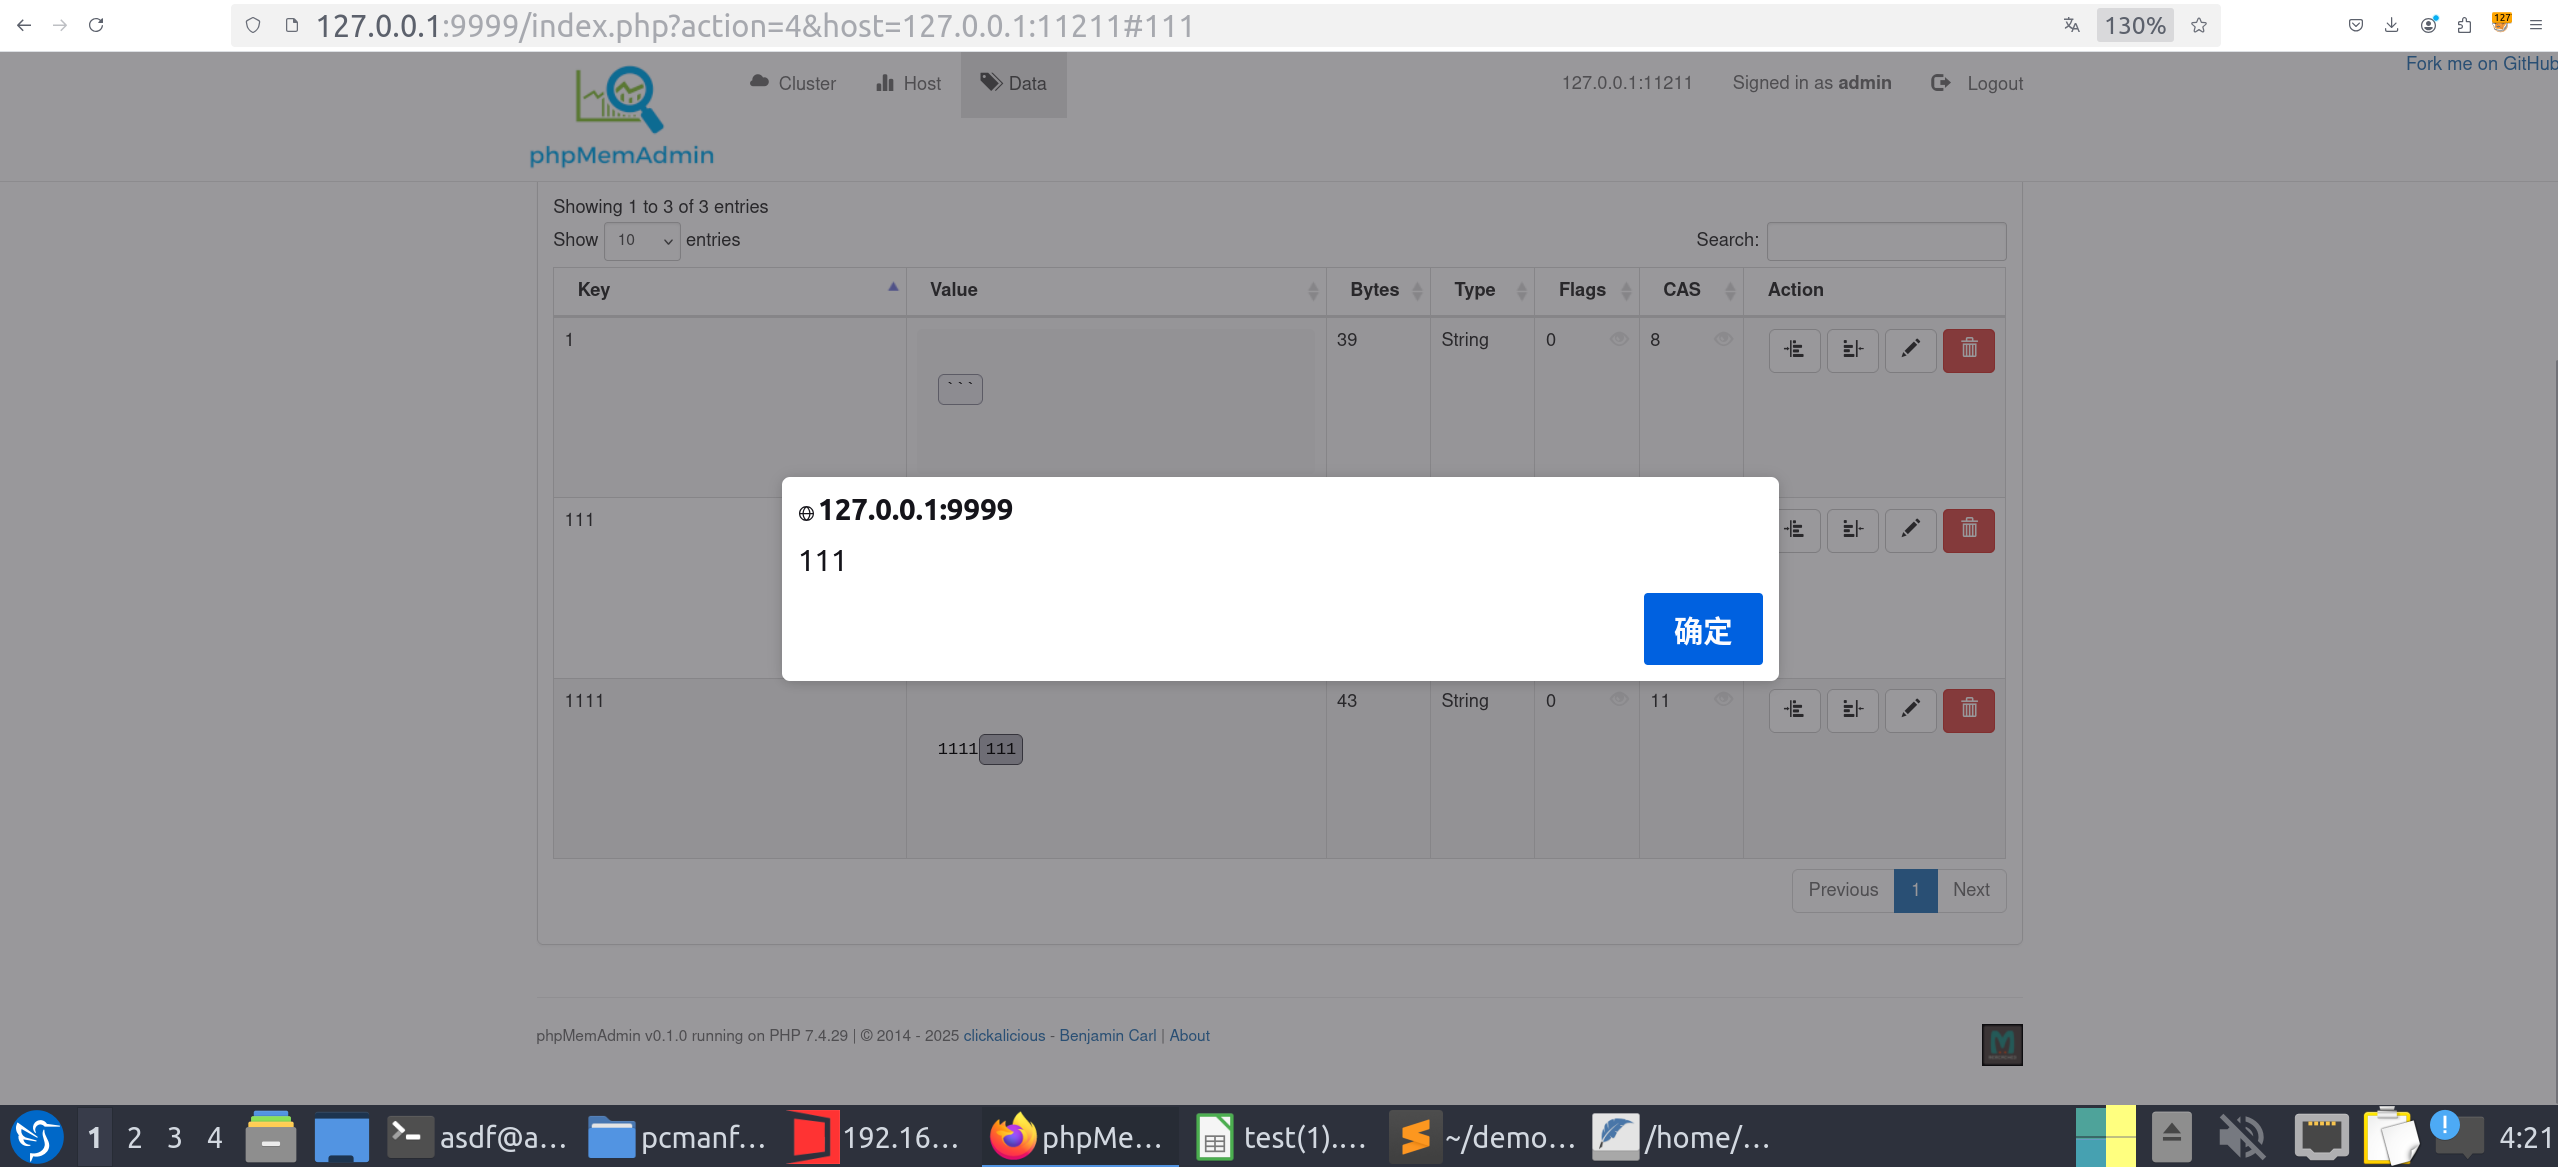 127.0.0.1:9999/index.php?action=4&host=127.0.0.1:11211#111
130%
127
phpMemAdmin
Cluster
Host
Data
127.0.0.1:11211
Signed in as admin
Logout
Fork me on GitHub
Showing 1 to 3 of 3 entries
Show 10 entries
Search:
Key Value Bytes Type Flags CAS Action
1 ``` 39 String 0 8
127.0.0.1:9999
111
111
确定
1111 1111 111 43 String 0 11
Previous 1 Next
phpMemAdmin v0.1.0 running on PHP 7.4.29 | © 2014 - 2025 clickalicious - Benjamin Carl | About
1 2 3 4 asdf@a... pcmanf... 192.16... phpMe... test(1).... ~/demo... /home/... 4:21